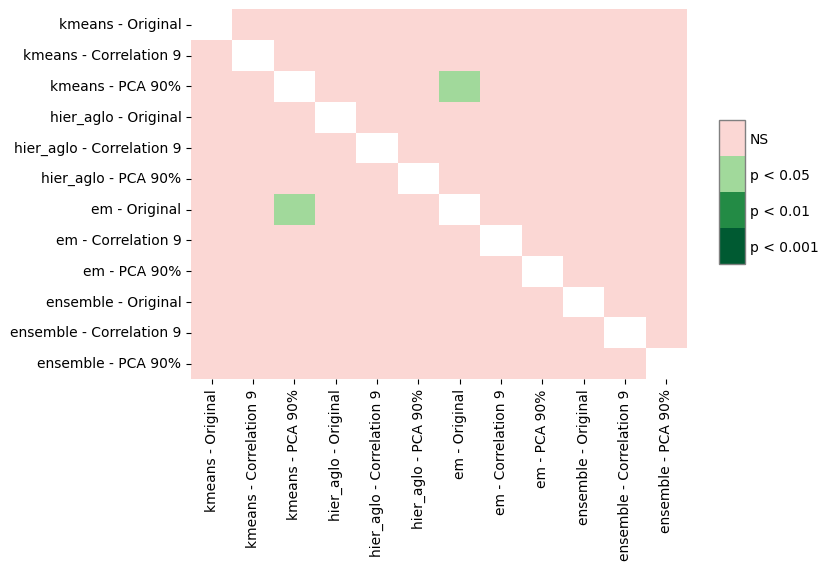 kmeans - Original
kmeans - Correlation 9
kmeans - PCA 90%
hier_aglo - Original
hier_aglo - Correlation 9
hier_aglo - PCA 90%
em - Original
em - Correlation 9
em - PCA 90%
ensemble - Original
ensemble - Correlation 9
ensemble - PCA 90%
NS
p < 0.05
p < 0.01
p < 0.001
kmeans - Original
kmeans - Correlation 9
kmeans - PCA 90%
hier_aglo - Original
hier_aglo - Correlation 9
hier_aglo - PCA 90%
em - Original
em - Correlation 9
em - PCA 90%
ensemble - Original
ensemble - Correlation 9
ensemble - PCA 90%